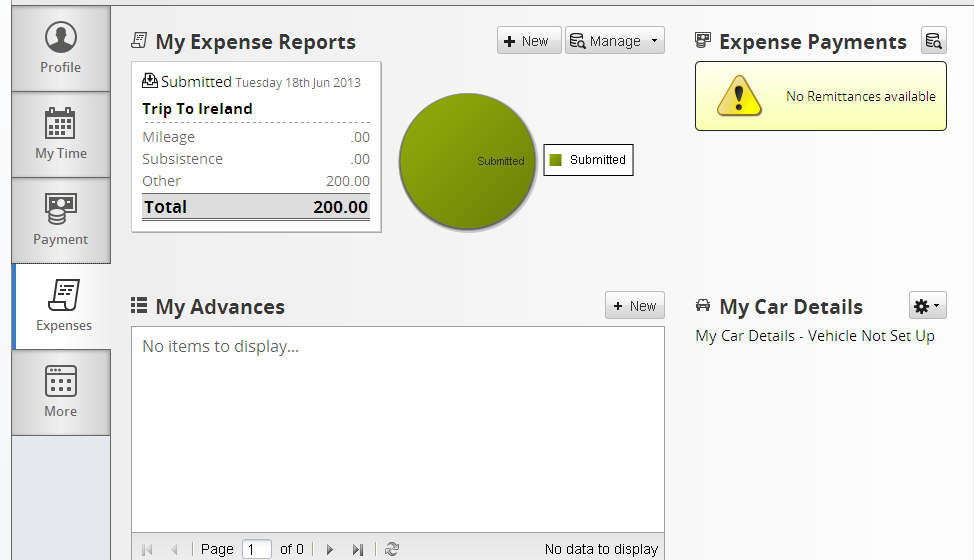 Profile
My Time
Payment
Expenses
More
My Expense Reports
New
Manage
Submitted Tuesday 18th Jun 2013
Trip To Ireland
Mileage .00
Subsistence .00
Other 200.00
Total 200.00
Submitted
Submitted
Expense Payments
No Remittances available
My Advances
New
No items to display...
Page 1 of 0
No data to display
My Car Details
My Car Details - Vehicle Not Set Up